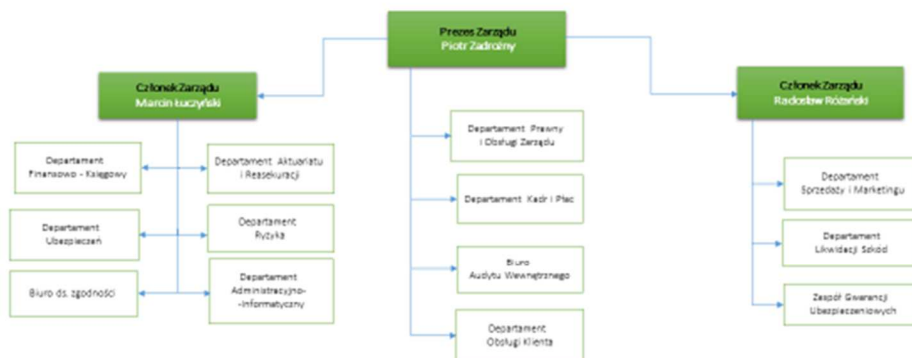 Prezes Zarządu
Piotr Zadrożny
Członek Zarządu
Marcin Łuczyński
Członek Zarządu
Radosław Różański
Departament
Finansowo - Księgowy
Departament Aktuariatu
i Reasekuracji
Departament
Ubezpieczeń
Departament
Ryzyka
Biuro ds. zgodności
Departament
Administracyjno-
-Informatyczny
Departament Prawny
i Obsługi Zarządu
Departament Kadr i Płac
Biuro
Audytu Wewnętrznego
Departament
Obsługi Klienta
Departament
Sprzedaży i Marketingu
Departament
Likwidacji Szkód
Zespół Gwarancji
Ubezpieczeniowych